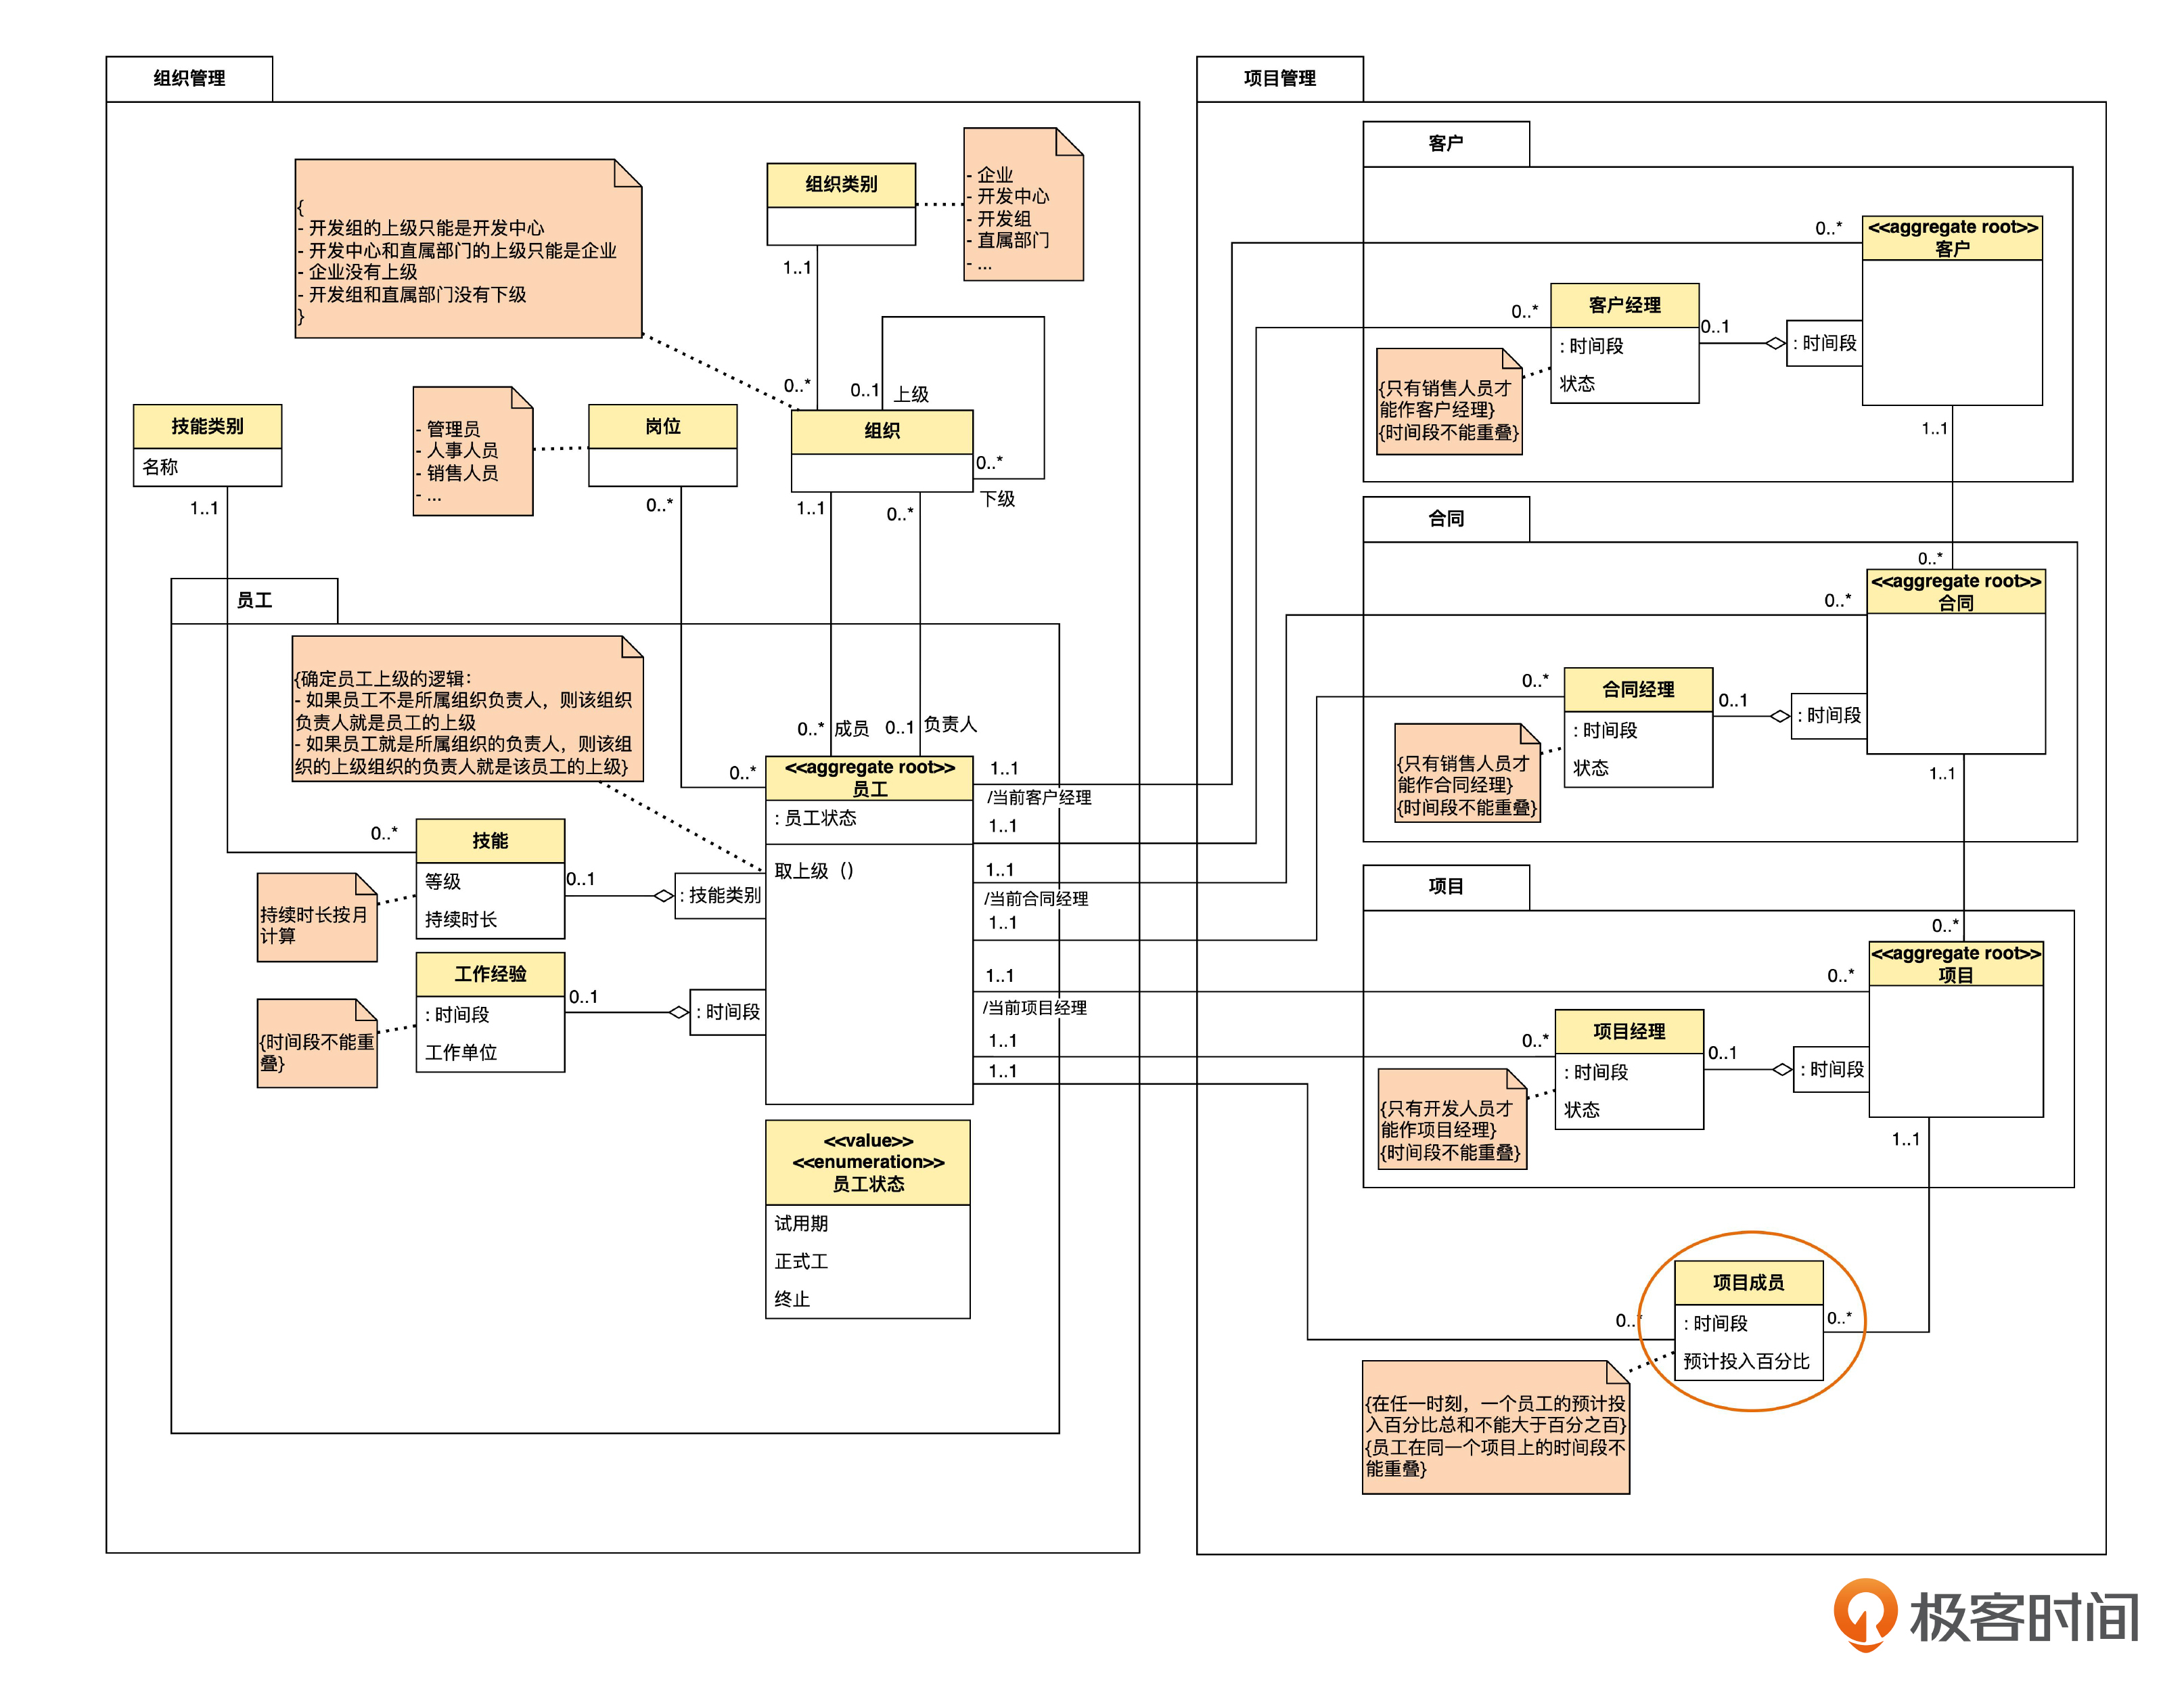 组织管理
{
- 开发组的上级只能是开发中心
- 开发中心和直属部门的上级只能是企业
- 企业没有上级
- 开发组和直属部门没有下级
}
组织类别
- 企业
- 开发中心
- 开发组
- 直属部门
- ...
1..1
0..*
0..1
上级
技能类别
名称
1..1
- 管理员
- 人事人员
- 销售人员
- ...
岗位
0..*
组织
0..*
下级
1..1
0..*
员工
{确定员工上级的逻辑：
- 如果员工不是所属组织负责人，则该组织
负责人就是员工的上级
- 如果员工就是所属组织的负责人，则该组
织的上级组织的负责人就是该员工的上级}
0..*
成员
0..1
负责人
0..*
<<aggregate root>>
员工
: 员工状态
取上级（）
1..1
/当前客户经理
1..1
1..1
/当前合同经理
1..1
1..1
/当前项目经理
1..1
1..1
0..*
技能
等级
持续时长
0..1
: 技能类别
持续时长按月
计算
工作经验
: 时间段
工作单位
0..1
: 时间段
{时间段不能重
叠}
<<value>>
<<enumeration>>
员工状态
试用期
正式工
终止
项目管理
客户
0..*
<<aggregate root>>
客户
0..*
客户经理
: 时间段
状态
0..1
: 时间段
{只有销售人员才
能作客户经理}
{时间段不能重叠}
1..1
合同
0..*
<<aggregate root>>
合同
0..*
0..*
合同经理
: 时间段
状态
0..1
: 时间段
{只有销售人员才
能作合同经理}
{时间段不能重叠}
1..1
项目
0..*
<<aggregate root>>
项目
0..*
0..*
项目经理
: 时间段
状态
0..1
: 时间段
{只有开发人员才
能作项目经理}
{时间段不能重叠}
1..1
项目成员
: 时间段
预计投入百分比
0..*
0..*
{在任一时刻，一个员工的预计投
入百分比总和不能大于百分之百}
{员工在同一个项目上的时间段不
能重叠}
极客时间